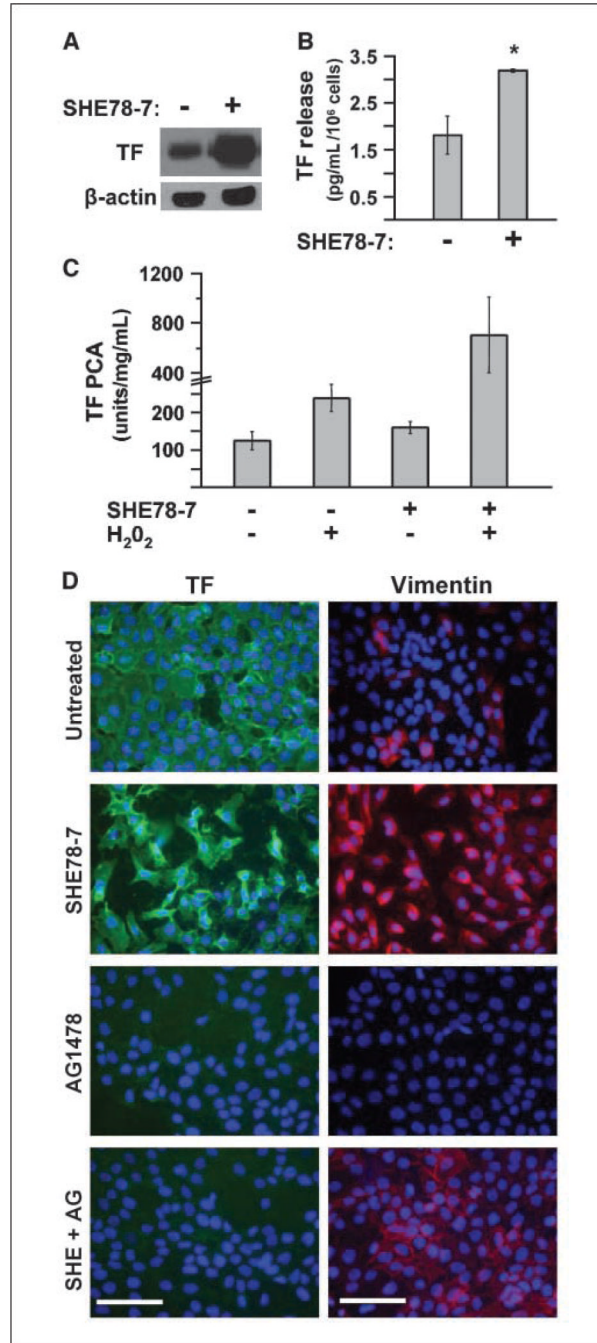 A
SHE78-7: - +
TF
β-actin
B
TF release
(pg/mL/10⁶ cells)
3.5
2.5
1.5
0.5
*
SHE78-7: - +
C
TF PCA
(units/mg/mL)
1200
800
400
200
100
SHE78-7 - - + +
H₂0₂ - + - +
D
TF Vimentin
Untreated
SHE78-7
AG1478
SHE + AG